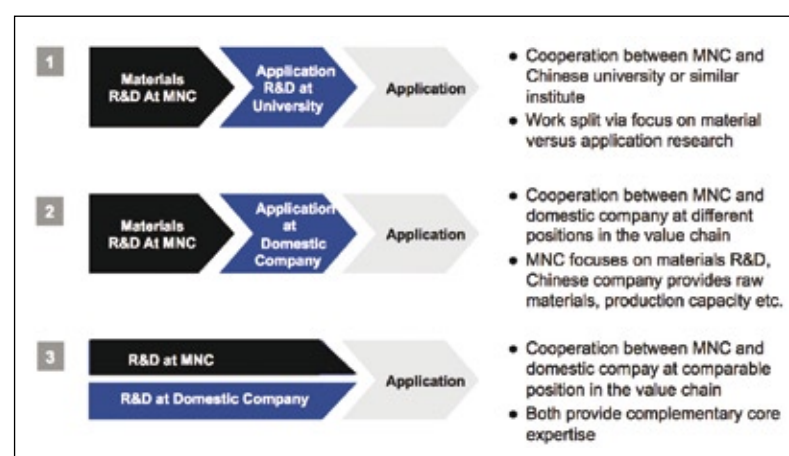 1
Materials
R&D At MNC
Application
R&D at
University
Application
● Cooperation between MNC and
Chinese university or similar
institute
● Work split via focus on material
versus application research
2
Materials
R&D At MNC
Application
at
Domestic
Company
Application
● Cooperation between MNC and
domestic company at different
positions in the value chain
● MNC focuses on materials R&D,
Chinese company provides raw
materials, production capacity etc.
3
R&D at MNC
R&D at Domestic Company
Application
● Cooperation between MNC and
domestic compay at comparable
position in the value chain
● Both provide complementary core
expertise